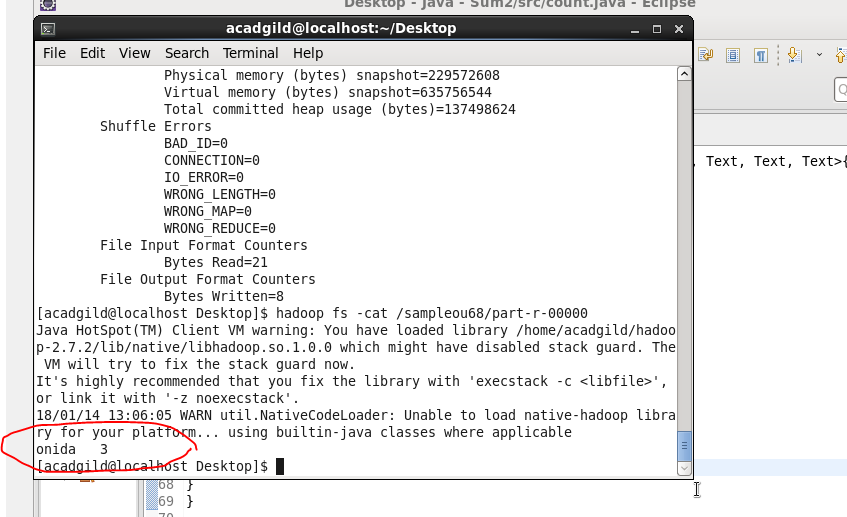 Desktop - Java - Sum2/src/count.java - Eclipse
acadgild@localhost:~/Desktop
File Edit View Search Terminal Help
Physical memory (bytes) snapshot=229572608
Virtual memory (bytes) snapshot=635756544
Total committed heap usage (bytes)=137498624
Shuffle Errors
BAD_ID=0
CONNECTION=0
IO_ERROR=0
WRONG_LENGTH=0
WRONG_MAP=0
WRONG_REDUCE=0
File Input Format Counters
Bytes Read=21
File Output Format Counters
Bytes Written=8
[acadgild@localhost Desktop]$ hadoop fs -cat /sampleou68/part-r-00000
Java HotSpot(TM) Client VM warning: You have loaded library /home/acadgild/hadoo
p-2.7.2/lib/native/libhadoop.so.1.0.0 which might have disabled stack guard. The
VM will try to fix the stack guard now.
It's highly recommended that you fix the library with 'execstack -c <libfile>',
or link it with '-z noexecstack'.
18/01/14 13:06:05 WARN util.NativeCodeLoader: Unable to load native-hadoop libra
ry for your platform... using builtin-java classes where applicable
onida 3
[acadgild@localhost Desktop]$
, Text, Text, Text>{
68 }
69 }